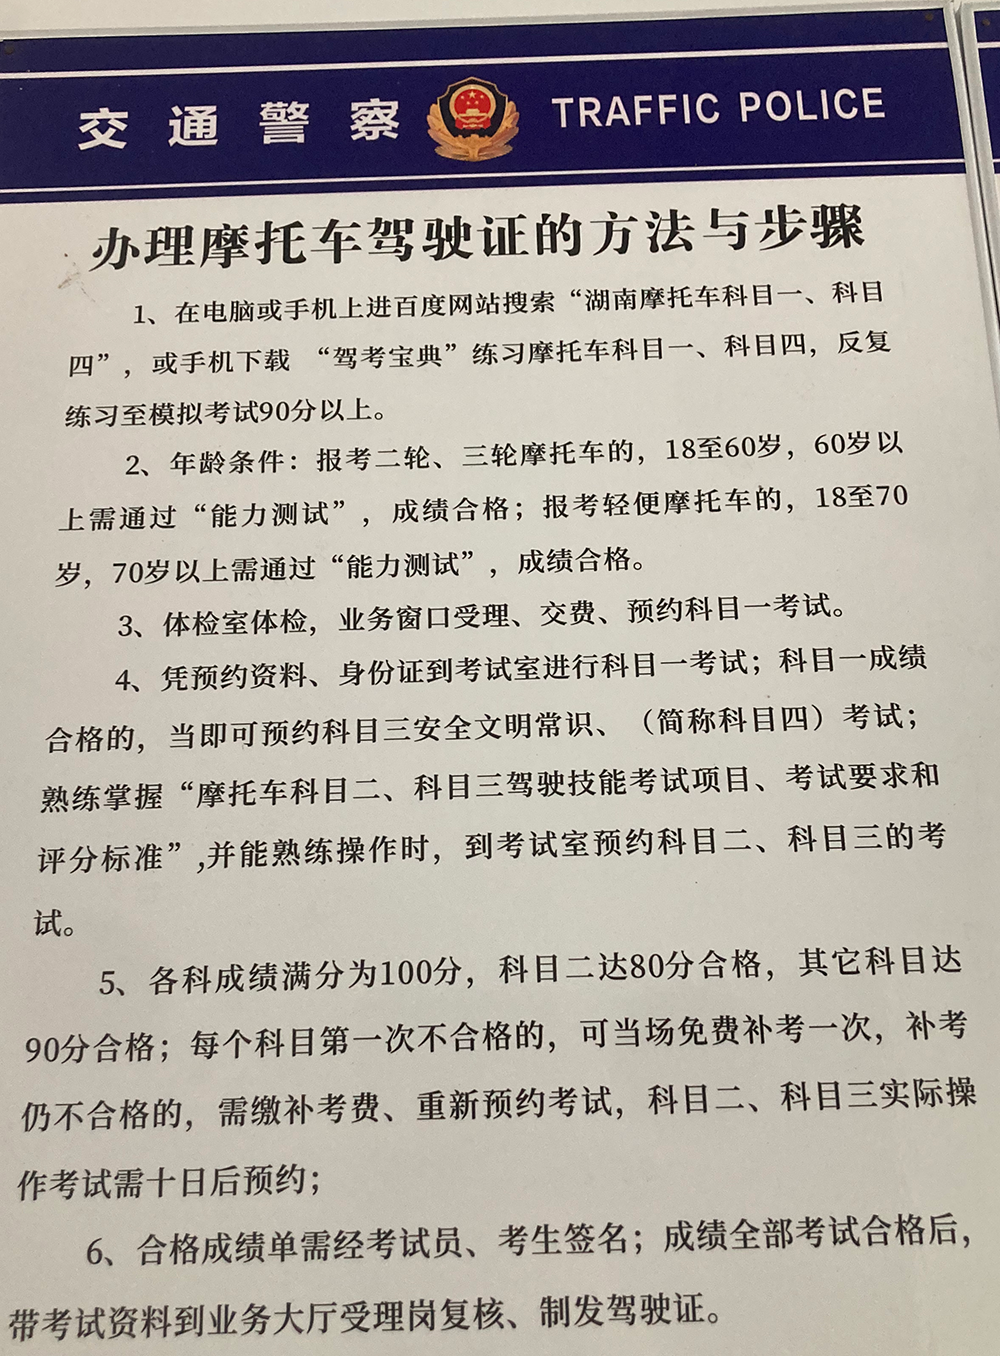 交通警察 TRAFFIC POLICE
办理摩托车驾驶证的方法与步骤
1、在电脑或手机上进百度网站搜索“湖南摩托车科目一、科目
四”，或手机下载 “驾考宝典”练习摩托车科目一、科目四，反复
练习至模拟考试90分以上。
2、年龄条件：报考二轮、三轮摩托车的，18至60岁，60岁以
上需通过“能力测试”，成绩合格；报考轻便摩托车的，18至70
岁，70岁以上需通过“能力测试”，成绩合格。
3、体检室体检，业务窗口受理、交费、预约科目一考试。
4、凭预约资料、身份证到考试室进行科目一考试；科目一成绩
合格的，当即可预约科目三安全文明常识、（简称科目四）考试；
熟练掌握“摩托车科目二、科目三驾驶技能考试项目、考试要求和
评分标准”,并能熟练操作时，到考试室预约科目二、科目三的考
试。
5、各科成绩满分为100分，科目二达80分合格，其它科目达
90分合格；每个科目第一次不合格的，可当场免费补考一次，补考
仍不合格的，需缴补考费、重新预约考试，科目二、科目三实际操
作考试需十日后预约；
6、合格成绩单需经考试员、考生签名；成绩全部考试合格后，
带考试资料到业务大厅受理岗复核、制发驾驶证。